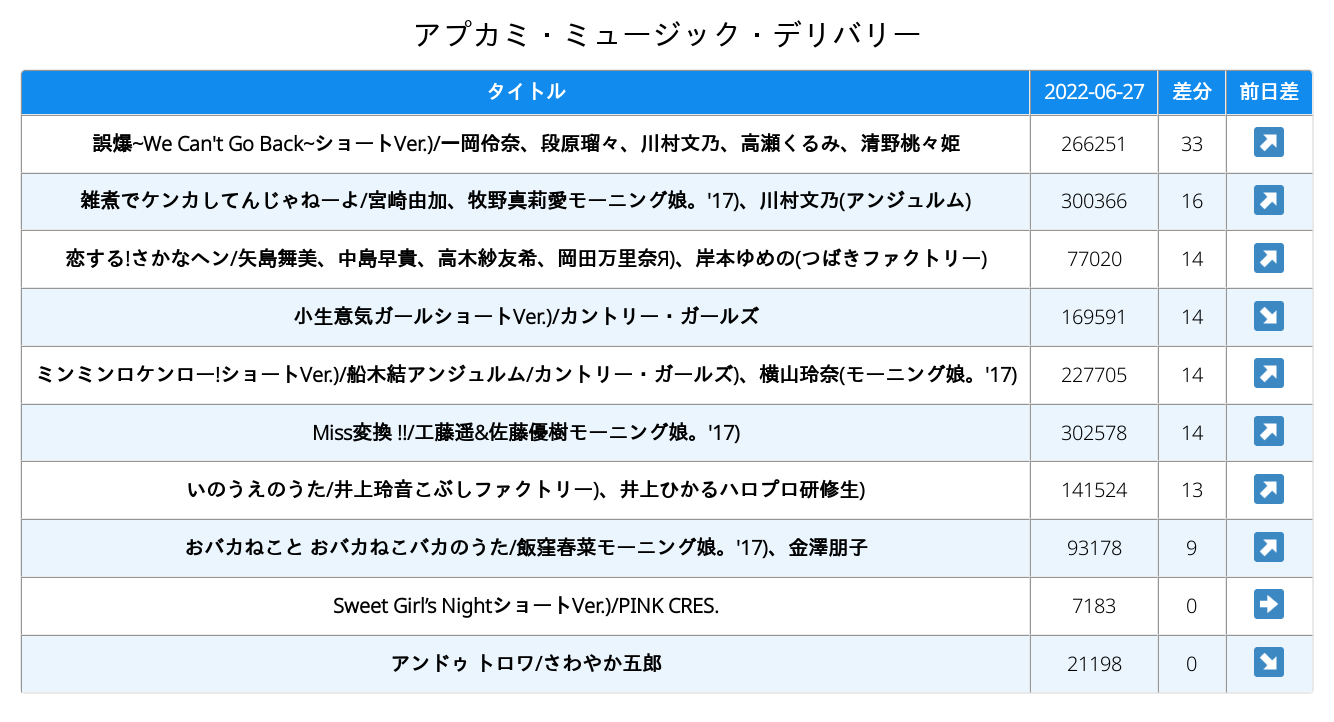 アプカミ・ミュージック・デリバリー
タイトル 2022-06-27 差分 前日差
誤爆~We Can't Go Back~ショートVer.)/一岡伶奈、段原瑠々、川村文乃、高瀬くるみ、清野桃々姫 266251 33
雑煮でケンカしてんじゃねーよ/宮崎由加、牧野真莉愛モーニング娘。'17)、川村文乃(アンジュルム) 300366 16
恋する!さかなヘン/矢島舞美、中島早貴、高木紗友希、岡田万里奈Я)、岸本ゆめの(つばきファクトリー) 77020 14
小生意気ガールショートVer.)/カントリー・ガールズ 169591 14
ミンミンロケンロー!ショートVer.)/船木結アンジュルム/カントリー・ガールズ)、横山玲奈(モーニング娘。'17) 227705 14
Miss変換 !!/工藤遥&佐藤優樹モーニング娘。'17) 302578 14
いのうえのうた/井上玲音こぶしファクトリー)、井上ひかるハロプロ研修生) 141524 13
おバカねこと おバカねこバカのうた/飯窪春菜モーニング娘。'17)、金澤朋子 93178 9
Sweet Girl’s NightショートVer.)/PINK CRES. 7183 0
アンドゥ トロワ/さわやか五郎 21198 0